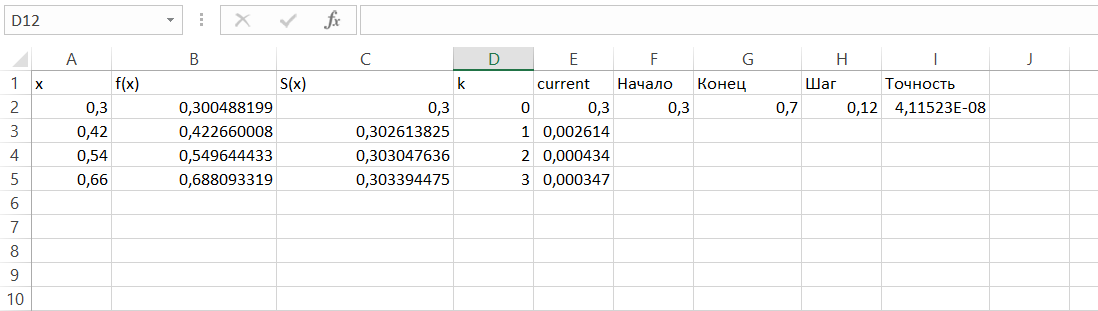 D12 fx
A B C D E F G H I J
1 x f(x) S(x) k current Начало Конец Шаг Точность
2 0,3 0,300488199 0,3 0 0,3 0,3 0,7 0,12 4,11523E-08
3 0,42 0,422660008 0,302613825 1 0,002614
4 0,54 0,549644433 0,303047636 2 0,000434
5 0,66 0,688093319 0,303394475 3 0,000347
6
7
8
9
10